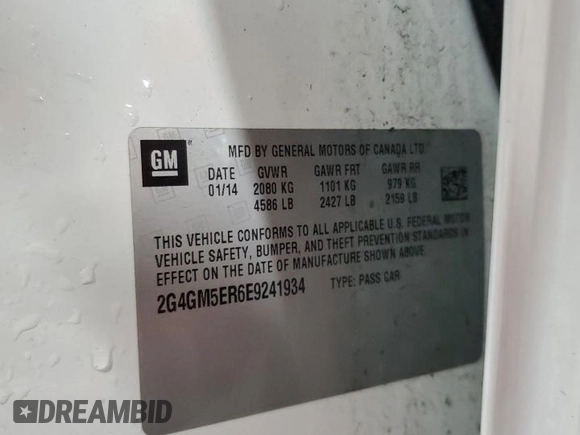 GM
MFD BY GENERAL MOTORS OF CANADA LTD.
DATE GVWR GAWR FRT GAWR RR
01/14 2080 KG 1101 KG 979 KG
4586 LB 2427 LB 2159 LB
THIS VEHICLE CONFORMS TO ALL APPLICABLE U.S. FEDERAL MOTOR
VEHICLE SAFETY, BUMPER, AND THEFT PREVENTION STANDARDS IN
EFFECT ON THE DATE OF MANUFACTURE SHOWN ABOVE.
2G4GM5ER6E9241934 TYPE: PASS CAR
DREAMBID